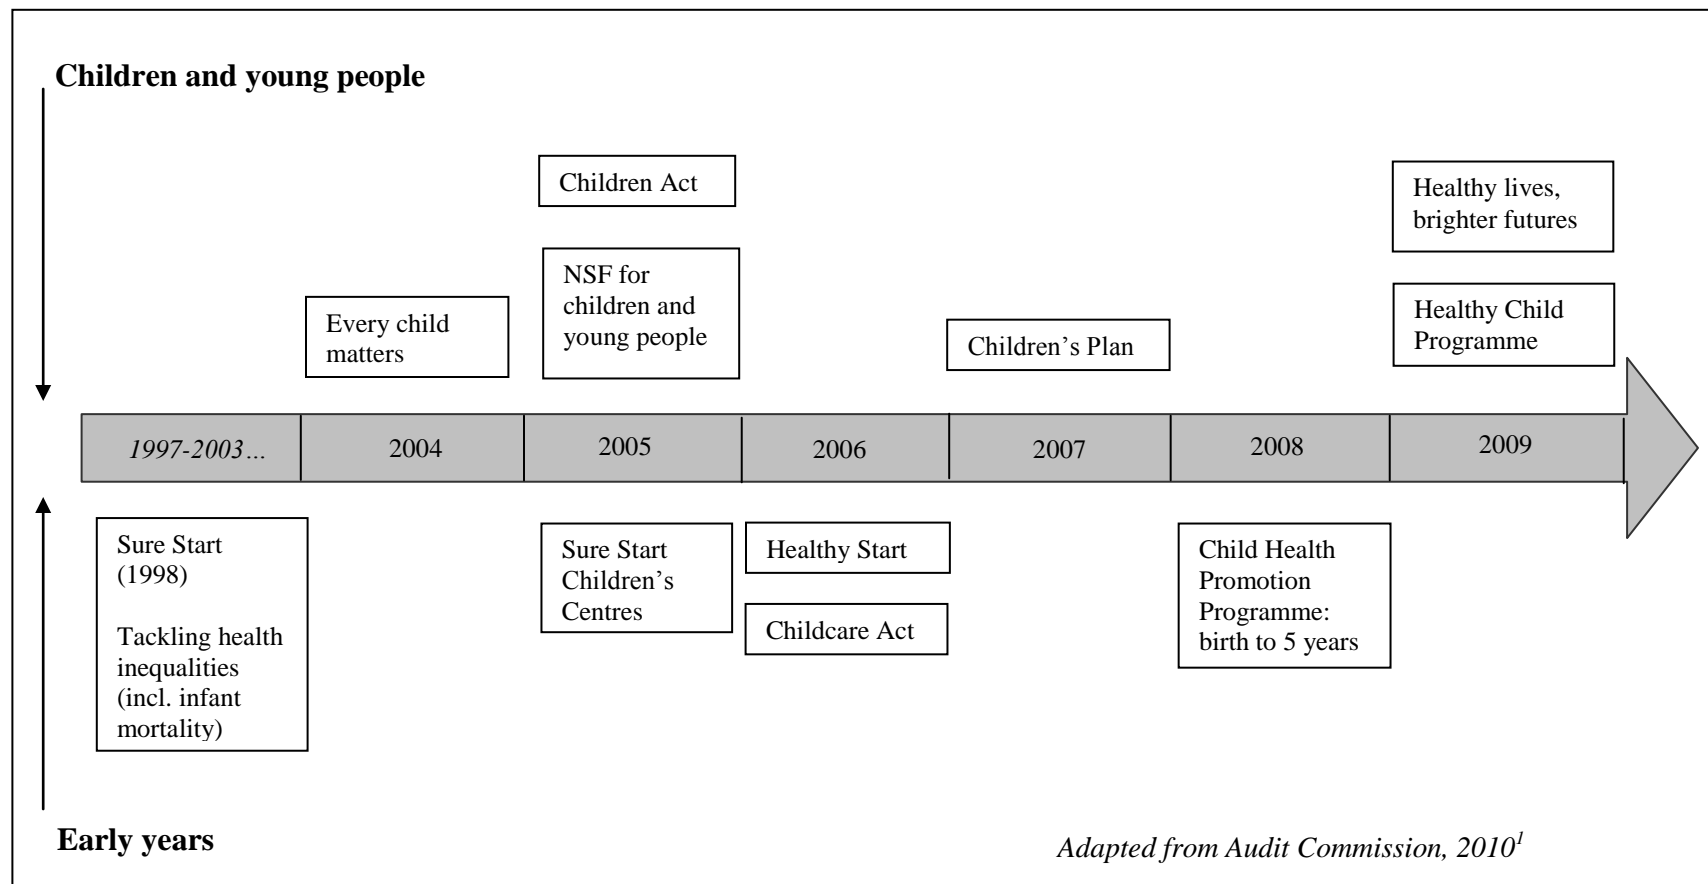 Children and young people
Children Act
NSF for
children and
young people
Every child
matters
Children’s Plan
Healthy lives,
brighter futures
Healthy Child
Programme
1997-2003…
2004
2005
2006
2007
2008
2009
Sure Start
(1998)
Tackling health
inequalities
(incl. infant
mortality)
Sure Start
Children’s
Centres
Healthy Start
Childcare Act
Child Health
Promotion
Programme:
birth to 5 years
Early years
Adapted from Audit Commission, 2010¹